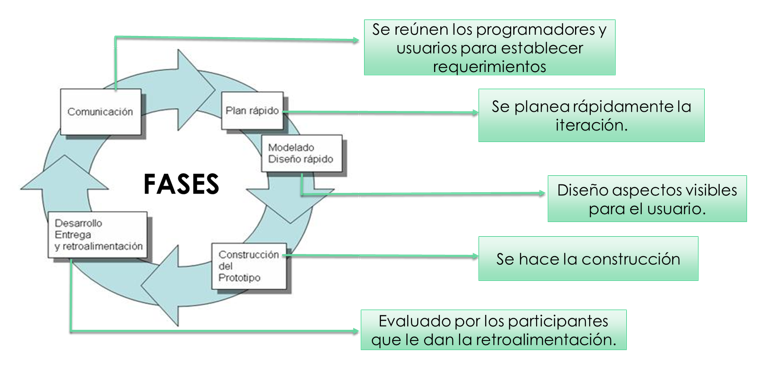 Se reúnen los programadores y
usuarios para establecer
requerimientos
Comunicación
Plan rápido
Se planea rápidamente la
iteración.
Modelado
Diseño rápido
FASES
Diseño aspectos visibles
para el usuario.
Desarrollo
Entrega
y retroalimentación
Construcción
del
Prototipo
Se hace la construcción
Evaluado por los participantes
que le dan la retroalimentación.